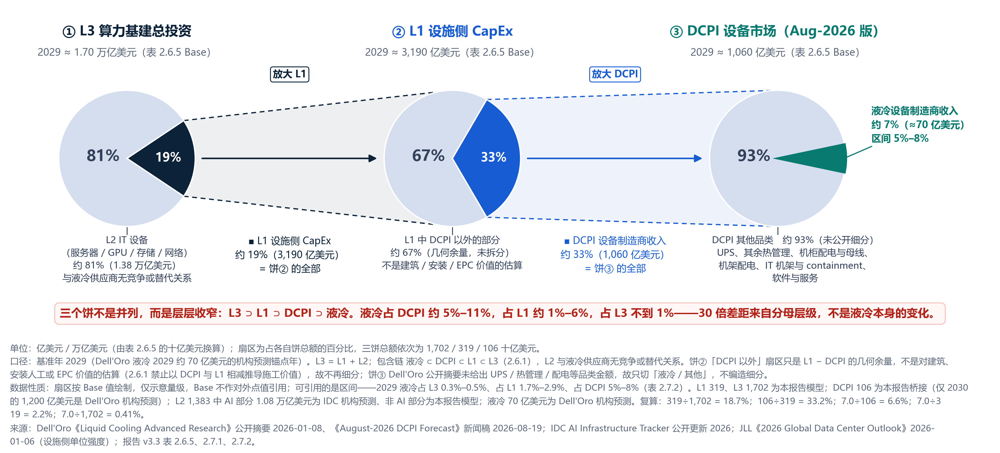 ① L3 算力基建总投资
2029 ≈ 1.70 万亿美元（表 2.6.5 Base）
② L1 设施侧 CapEx
2029 ≈ 3,190 亿美元（表 2.6.5 Base）
③ DCPI 设备市场（Aug-2026 版）
2029 ≈ 1,060 亿美元（表 2.6.5 Base）
放大 L1
放大 DCPI
81%
19%
67%
33%
93%
液冷设备制造商收入
约 7%（≈70 亿美元）
区间 5%–8%
L2 IT 设备
（服务器 / GPU / 存储 / 网络）
约 81%（1.38 万亿美元）
与液冷供应商无竞争或替代关系
■ L1 设施侧 CapEx
约 19%（3,190 亿美元）
= 饼② 的全部
L1 中 DCPI 以外的部分
约 67%（几何余量，未拆分）
不是建筑 / 安装 / EPC 价值的估算
■ DCPI 设备制造商收入
约 33%（1,060 亿美元）
= 饼③ 的全部
DCPI 其他品类　约 93%（未公开细分）
UPS、其余热管理、机柜配电与母线、
机架配电、IT 机架与 containment、
软件与服务
三个饼不是并列，而是层层收窄：L3 ⊃ L1 ⊃ DCPI ⊃ 液冷。液冷占 DCPI 约 5%–11%，占 L1 约 1%–6%，占 L3 不到 1%——30 倍差距来自分母层级，不是液冷本身的变化。
单位：亿美元 / 万亿美元（由表 2.6.5 的十亿美元换算）；扇区为占各自饼总额的百分比，三饼总额依次为 1,702 / 319 / 106 十亿美元。
口径：基准年 2029（Dell'Oro 液冷 2029 约 70 亿美元的机构预测锚点年）。L3 = L1 + L2；包含链 液冷 ⊂ DCPI ⊂ L1 ⊂ L3（2.6.1），L2 与液冷供应商无竞争或替代关系。饼②「DCPI 以外」扇区只是 L1 − DCPI 的几何余量，不是对建筑、
安装人工或 EPC 价值的估算（2.6.1 禁止以 DCPI 与 L1 相减推导施工价值），故不再细分；饼③ Dell'Oro 公开摘要未给出 UPS / 热管理 / 配电等品类金额，故只切「液冷 / 其他」，不编造细分。
数据性质：扇区按 Base 值绘制，仅示意量级，Base 不作对外点值引用；可引用的是区间——2029 液冷占 L3 0.3%–0.5%、占 L1 1.7%–2.9%、占 DCPI 5%–8%（表 2.7.2）。L1 319、L3 1,702 为本报告模型；DCPI 106 为本报告桥接（仅 2030
的 1,200 亿美元是 Dell'Oro 机构预测）；L2 1,383 中 AI 部分 1.08 万亿美元为 IDC 机构预测、非 AI 部分为本报告模型；液冷 70 亿美元为 Dell'Oro 机构预测。复算：319÷1,702 = 18.7%；106÷319 = 33.2%；7.0÷106 = 6.6%；7.0÷3
19 = 2.2%；7.0÷1,702 = 0.41%。
来源：Dell'Oro《Liquid Cooling Advanced Research》公开摘要 2026-01-08、《August-2026 DCPI Forecast》新闻稿 2026-08-19；IDC AI Infrastructure Tracker 公开更新 2026；JLL《2026 Global Data Center Outlook》2026-
01-06（设施侧单位强度）；报告 v3.3 表 2.6.5、2.7.1、2.7.2。